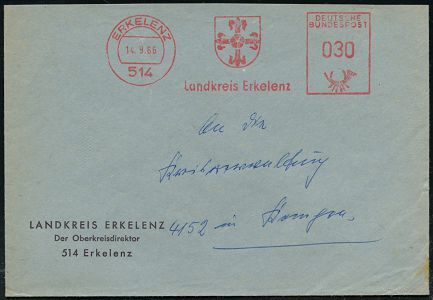 ERKELENZ
14.9.66
514
Landkreis Erkelenz
DEUTSCHE
BUNDESPOST
030
An die
Kreisverwaltung
4152 in Kempen
LANDKREIS ERKELENZ
Der Oberkreisdirektor
514 Erkelenz